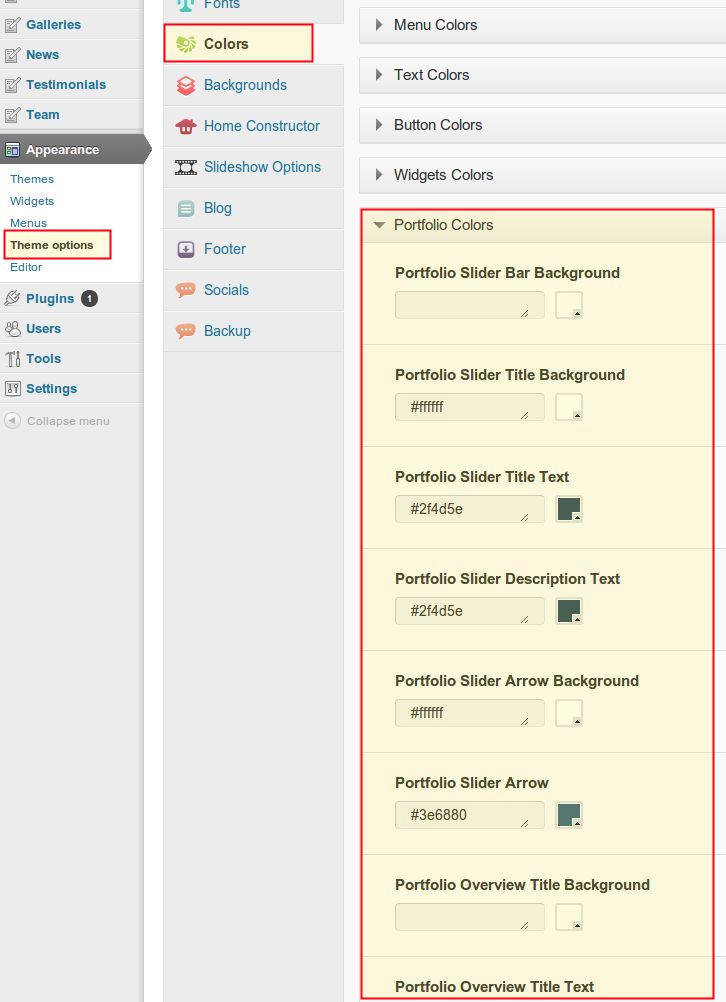 Galleries
News
Testimonials
Team
Appearance
Themes
Widgets
Menus
Theme options
Editor
Plugins 1
Users
Tools
Settings
Collapse menu
Fonts
Colors
Backgrounds
Home Constructor
Slideshow Options
Blog
Footer
Socials
Backup
Menu Colors
Text Colors
Button Colors
Widgets Colors
Portfolio Colors
Portfolio Slider Bar Background
Portfolio Slider Title Background
#ffffff
Portfolio Slider Title Text
#2f4d5e
Portfolio Slider Description Text
#2f4d5e
Portfolio Slider Arrow Background
#ffffff
Portfolio Slider Arrow
#3e6880
Portfolio Overview Title Background
Portfolio Overview Title Text